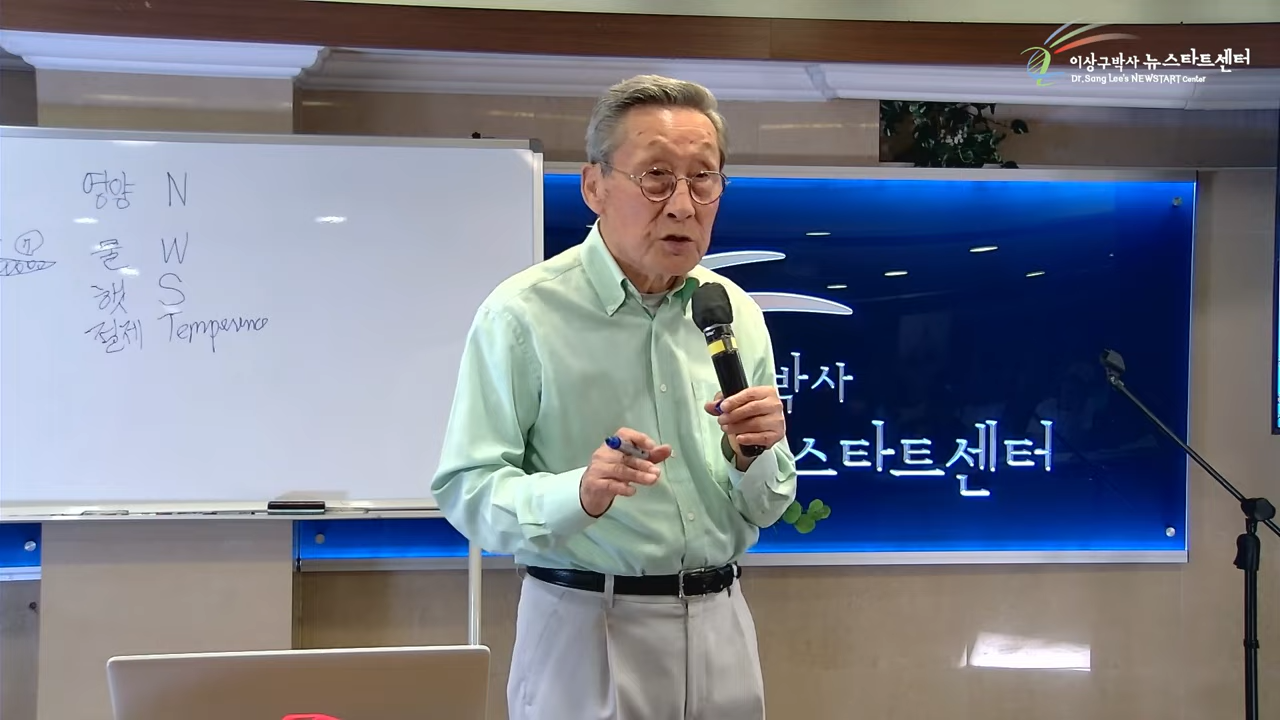 이상구박사 뉴스타트센터
Dr. Sang Lee's NEWSTART Center
영양 N
물 W
햇 S
절제 Temperence
박사
스타트센터